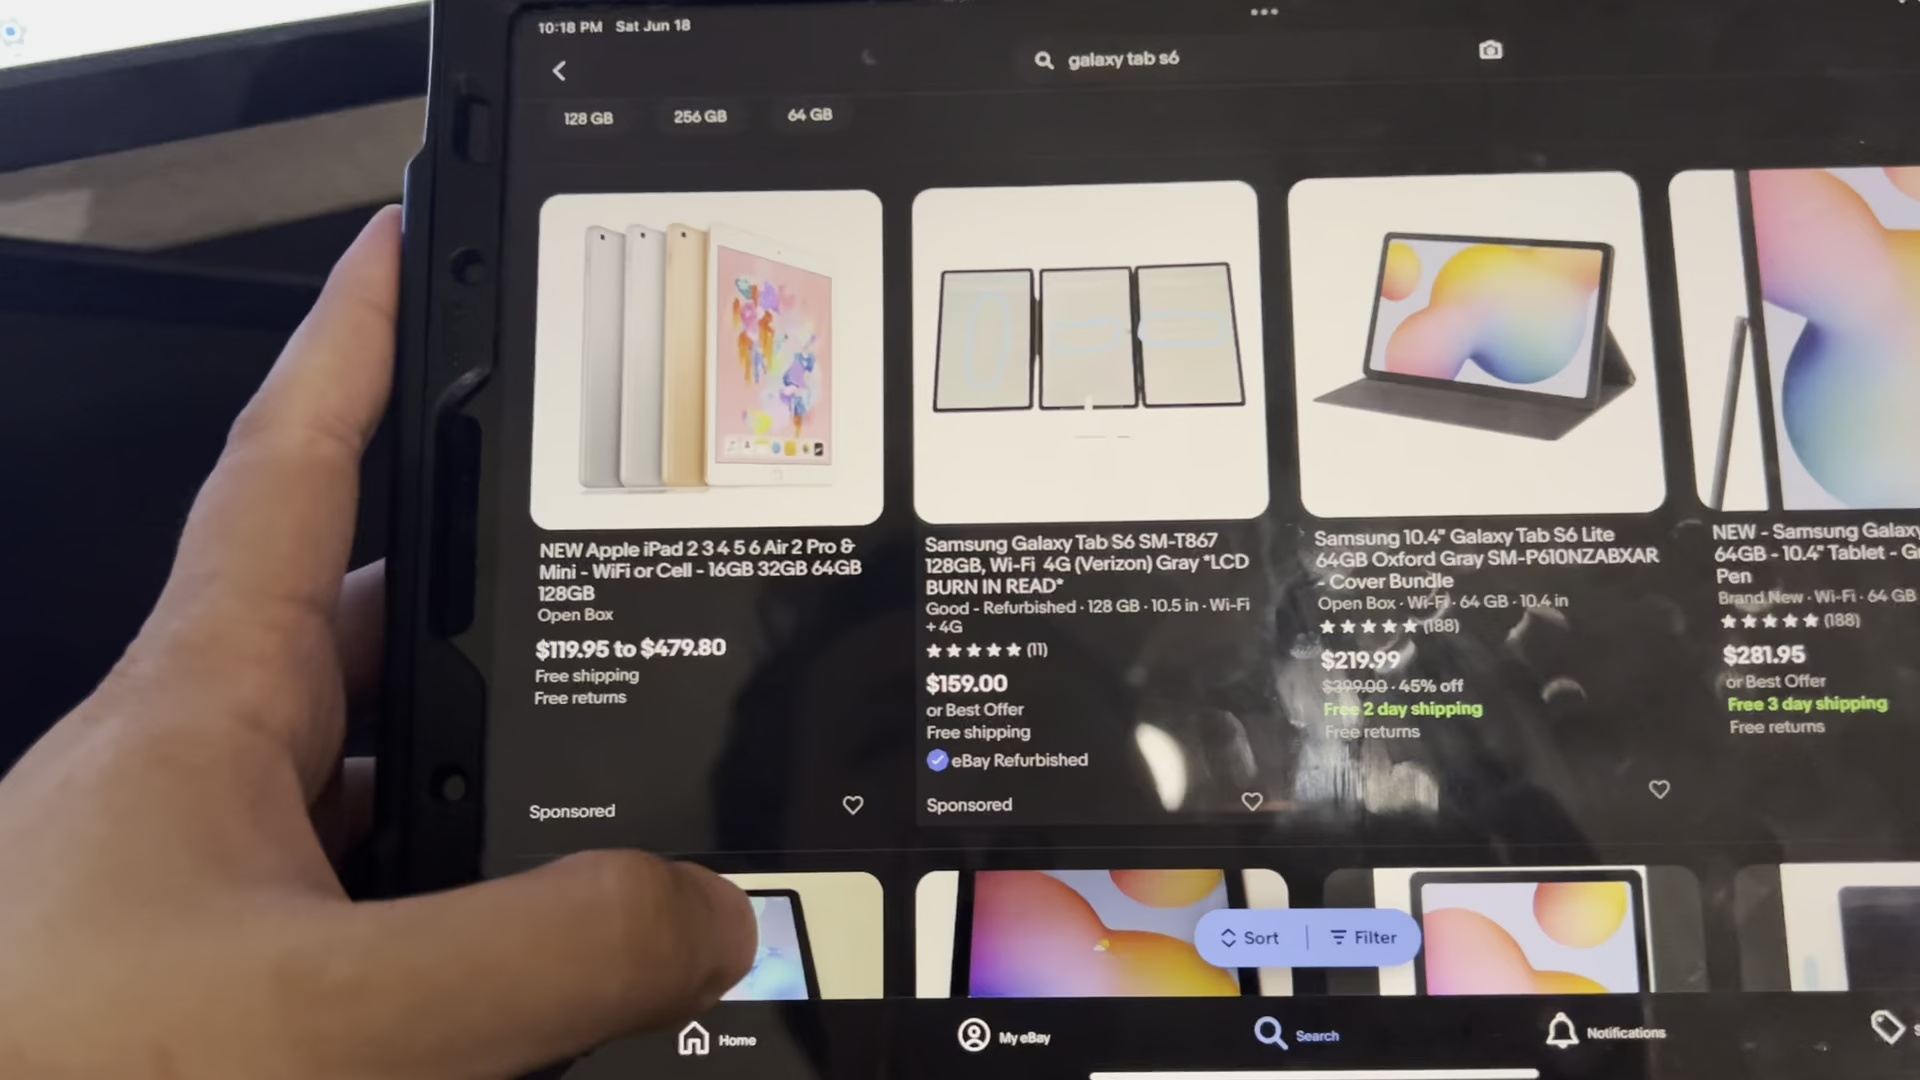 10:18 PM Sat Jun 18
galaxy tab s6
128 GB
256 GB
64 GB
NEW Apple iPad 2 3 4 5 6 Air 2 Pro &
Mini - WiFi or Cell - 16GB 32GB 64GB
128GB
Open Box
$119.95 to $479.80
Free shipping
Free returns
Sponsored
Samsung Galaxy Tab S6 SM-T867
128GB, Wi-Fi 4G (Verizon) Gray *LCD
BURN IN READ*
Good - Refurbished · 128 GB · 10.5 in · Wi-Fi
+ 4G
(11)
$159.00
or Best Offer
Free shipping
eBay Refurbished
Sponsored
Samsung 10.4" Galaxy Tab S6 Lite
64GB Oxford Gray SM-P610NZABXAR
- Cover Bundle
Open Box · Wi-Fi · 64 GB · 10.4 in
(188)
$219.99
$399.00 · 45% off
Free 2 day shipping
Free returns
NEW - Samsung Galaxy
64GB - 10.4" Tablet -
Pen
Brand New · Wi-Fi · 64 GB
(188)
$281.95
or Best Offer
Free 3 day shipping
Free returns
Sort
Filter
Home
My eBay
Search
Notifications